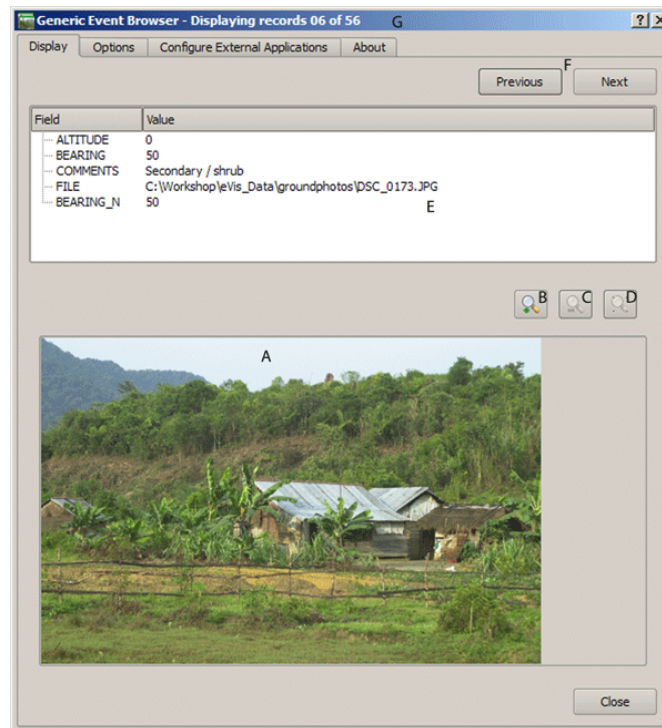 Generic Event Browser - Displaying records 06 of 56 G ? X
Display Options Configure External Applications About
F
Previous Next
Field Value
ALTITUDE 0
BEARING 50
COMMENTS Secondary / shrub
FILE C:\Workshop\eVis_Data\groundphotos\DSC_0173.JPG
BEARING_N 50
E
B C D
A
Close